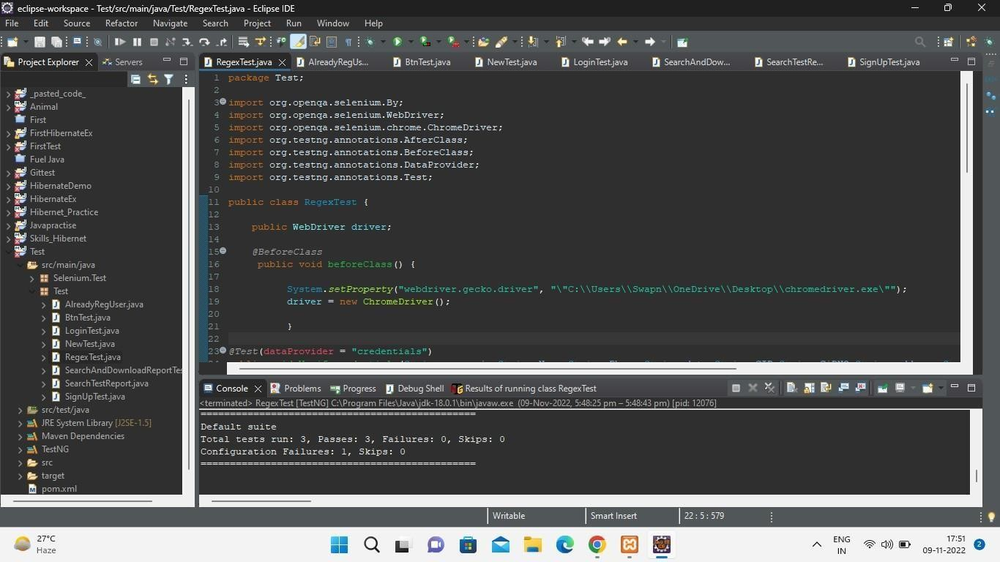 eclipse-workspace - Test/src/main/java/Test/RegexTest.java - Eclipse IDE
File Edit Source Refactor Navigate Search Project Run Window Help
Project Explorer Servers
_pasted_code_
Animal
First
FirstHibernateEx
FirstTest
Fuel Java
Gittest
HibernateDemo
HibernateEx
Hibernet_Practice
Javapractise
Skills_Hibernet
Test
src/main/java
Selenium.Test
Test
AlreadyRegUser.java
BtnTest.java
LoginTest.java
NewTest.java
RegexTest.java
SearchAndDownloadReportTes
SearchTestReport.java
SignUpTest.java
src/test/java
JRE System Library [J2SE-1.5]
Maven Dependencies
TestNG
src
target
pom.xml
RegexTest.java AlreadyRegUs... BtnTest.java NewTest.java LoginTest.java SearchAndDow... SearchTestRe... SignUpTest.java
1 package Test;
2
3 import org.openqa.selenium.By;
4 import org.openqa.selenium.WebDriver;
5 import org.openqa.selenium.chrome.ChromeDriver;
6 import org.testng.annotations.AfterClass;
7 import org.testng.annotations.BeforeClass;
8 import org.testng.annotations.DataProvider;
9 import org.testng.annotations.Test;
10
11 public class RegexTest {
12
13 public WebDriver driver;
14
15 @BeforeClass
16 public void beforeClass() {
17
18 System.setProperty("webdriver.gecko.driver", "\"C:\\Users\\Swapn\\OneDrive\\Desktop\\chromedriver.exe\"");
19 driver = new ChromeDriver();
20
21 }
22
23 @Test(dataProvider = "credentials")
Console Problems Progress Debug Shell Results of running class RegexTest
<terminated> RegexTest [TestNG] C:\Program Files\Java\jdk-18.0.1\bin\javaw.exe (09-Nov-2022, 5:48:25 pm – 5:48:43 pm) [pid: 12076]
===============================================
Default suite
Total tests run: 3, Passes: 3, Failures: 0, Skips: 0
Configuration Failures: 1, Skips: 0
===============================================
Writable Smart Insert 22 : 5 : 579
27°C
Haze
ENG
IN
17:51
09-11-2022
2